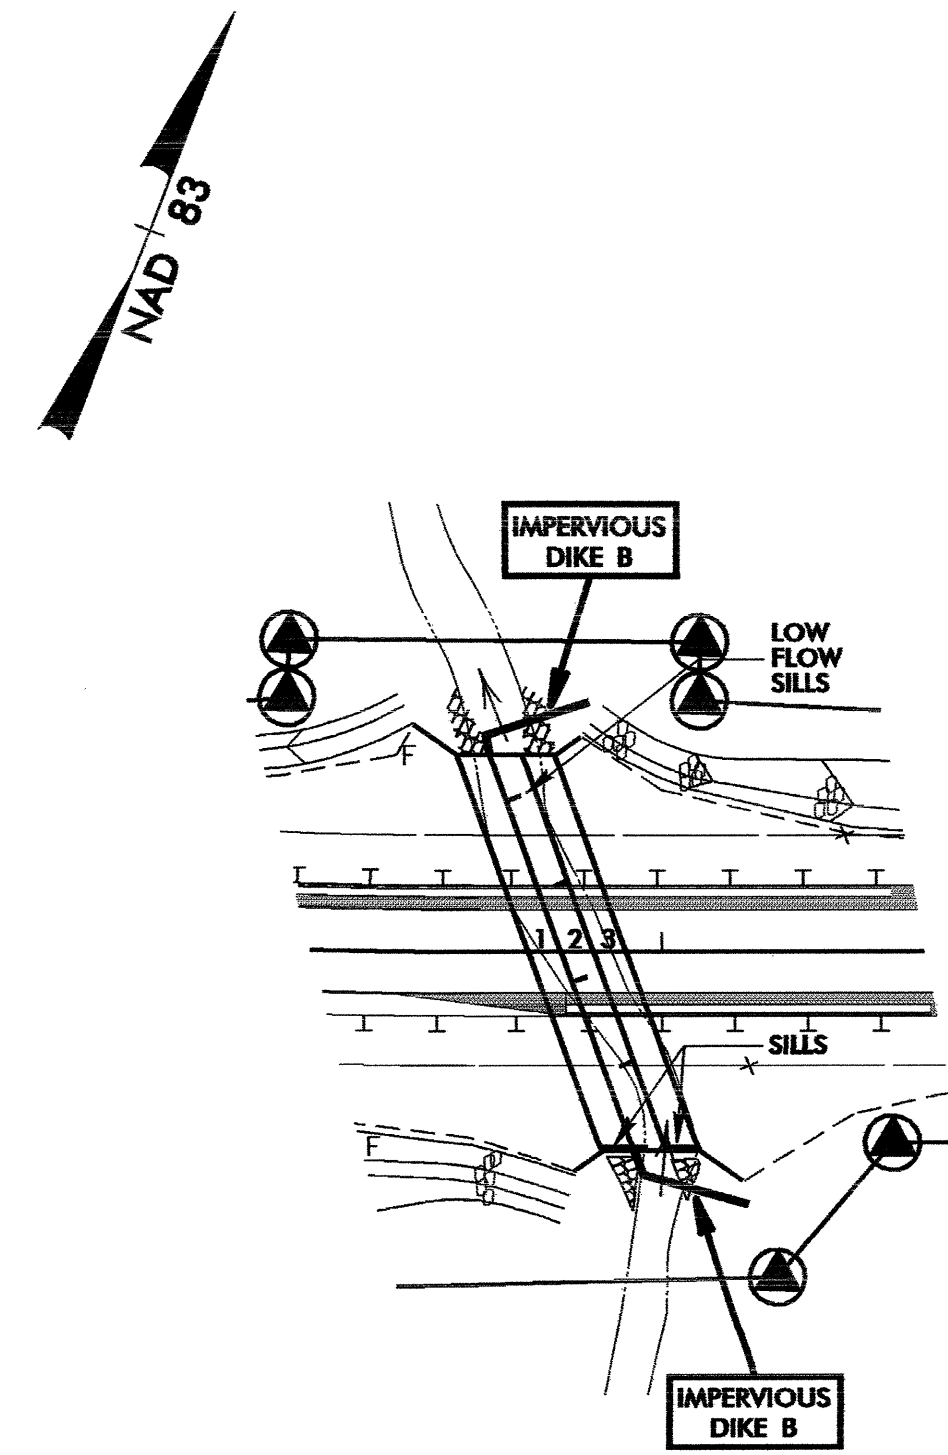 NAD 83
IMPERVIOUS
DIKE B
LOW
FLOW
SILLS
F
1 2 3
SILLS
F
IMPERVIOUS
DIKE B